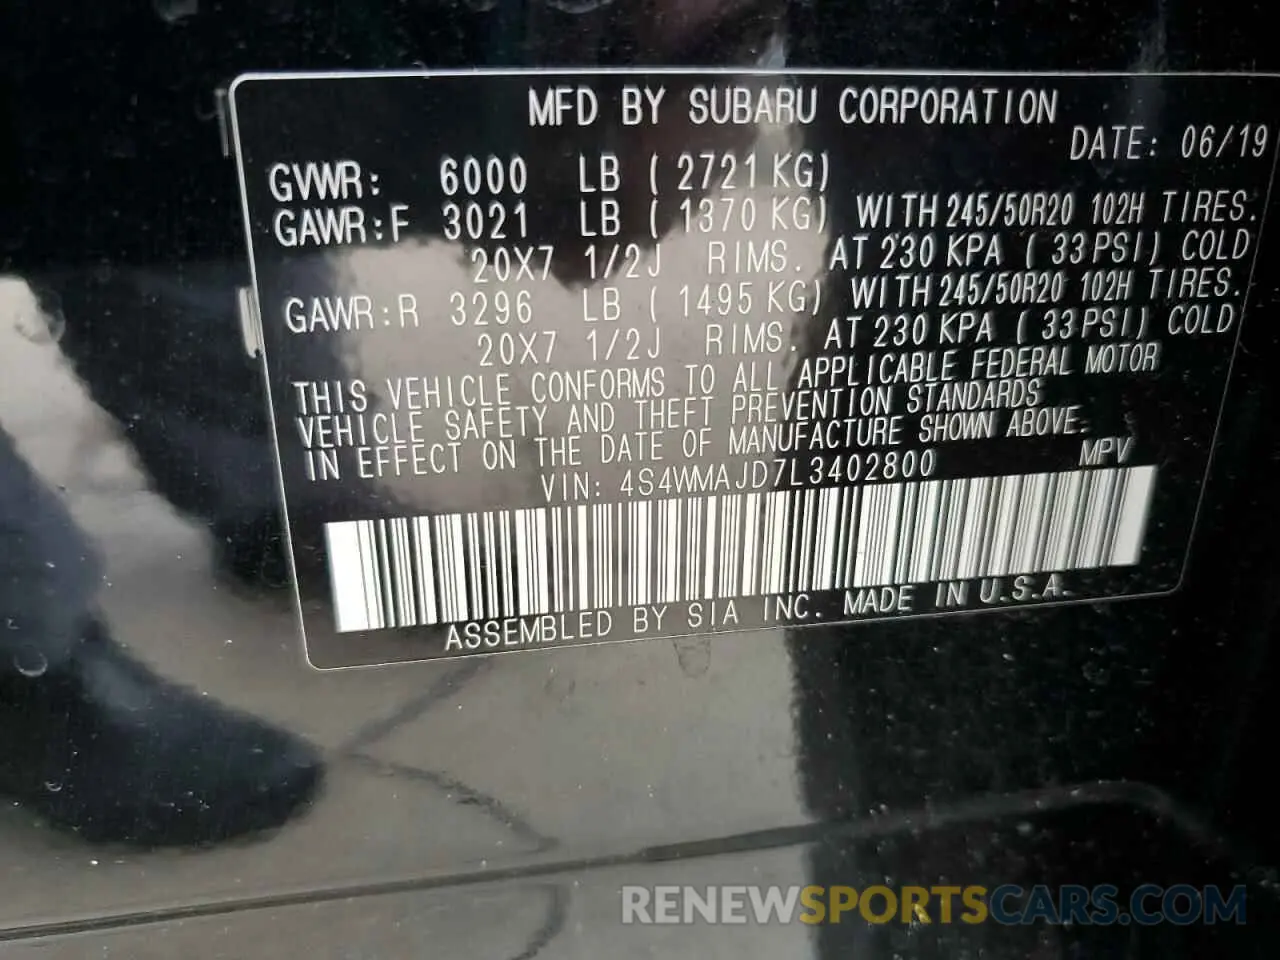 MFD BY SUBARU CORPORATION
DATE: 06/19
GVWR: 6000 LB ( 2721 KG)
GAWR:F 3021 LB ( 1370 KG) WITH 245/50R20 102H TIRES.
20X7 1/2J RIMS. AT 230 KPA ( 33 PSI) COLD
GAWR:R 3296 LB ( 1495 KG) WITH 245/50R20 102H TIRES.
20X7 1/2J RIMS. AT 230 KPA ( 33 PSI) COLD
THIS VEHICLE CONFORMS TO ALL APPLICABLE FEDERAL MOTOR
VEHICLE SAFETY AND THEFT PREVENTION STANDARDS
IN EFFECT ON THE DATE OF MANUFACTURE SHOWN ABOVE.
VIN: 4S4WMAJD7L3402800 MPV
ASSEMBLED BY SIA INC. MADE IN U.S.A.
RENEWSPORTSCARS.COM